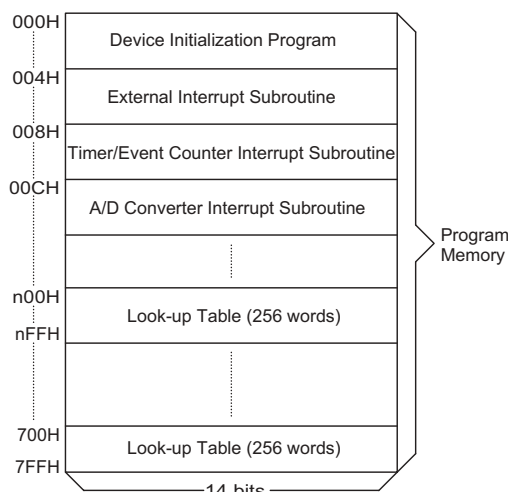 000H
Device Initialization Program
004H
External Interrupt Subroutine
008H
Timer/Event Counter Interrupt Subroutine
00CH
A/D Converter Interrupt Subroutine
Program
Memory
n00H
Look-up Table (256 words)
nFFH
700H
Look-up Table (256 words)
7FFH
14 bits